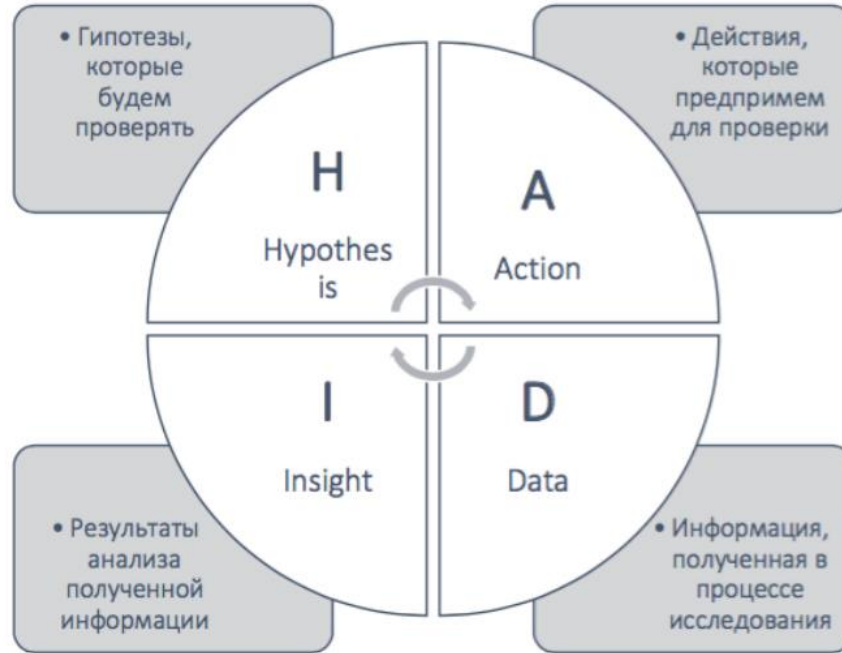 • Гипотезы,
которые
будем
проверять
• Действия,
которые
предпримем
для проверки
H
Hypothes
is
A
Action
I
Insight
D
Data
• Результаты
анализа
полученной
информации
• Информация,
полученная в
процессе
исследования